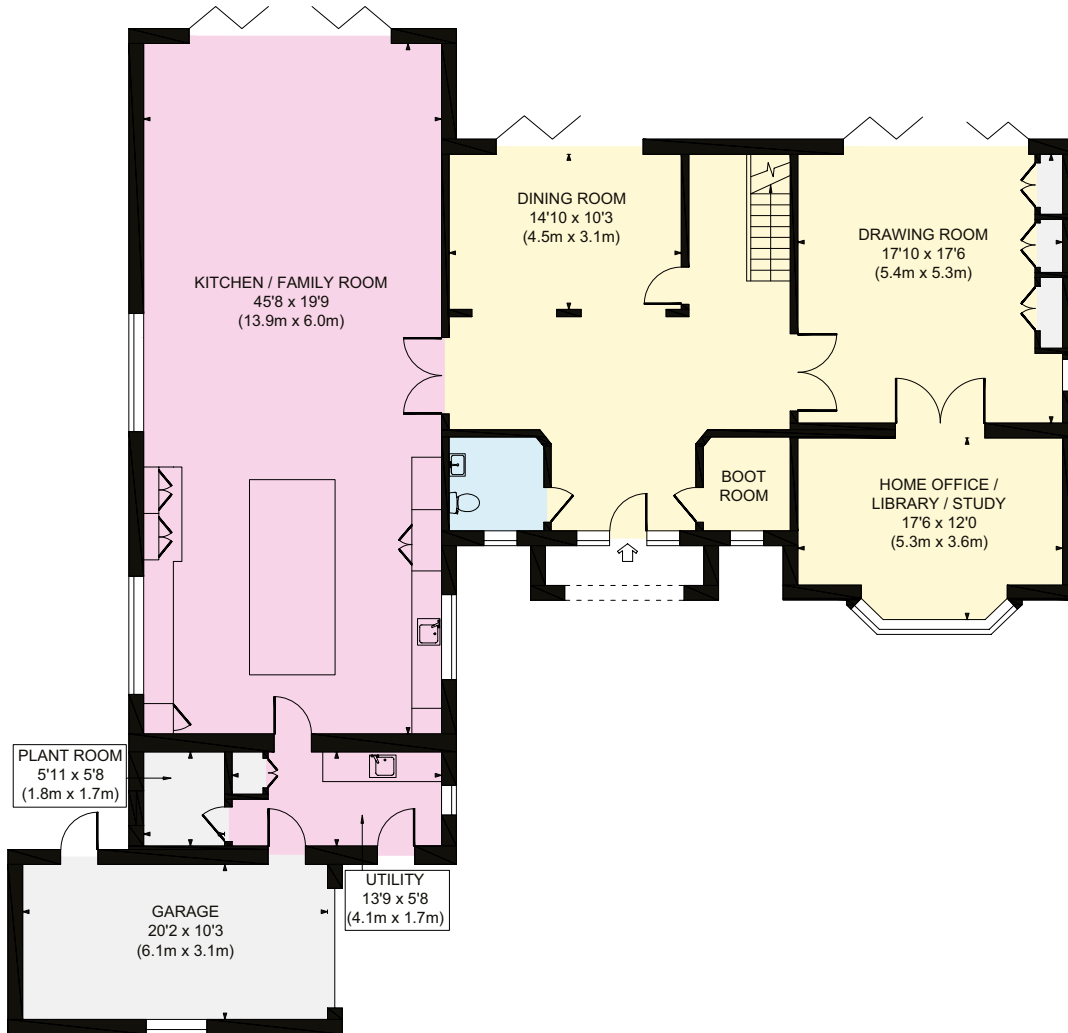 KITCHEN / FAMILY ROOM
45'8 x 19'9
(13.9m x 6.0m)
DINING ROOM
14'10 x 10'3
(4.5m x 3.1m)
DRAWING ROOM
17'10 x 17'6
(5.4m x 5.3m)
BOOT
ROOM
HOME OFFICE /
LIBRARY / STUDY
17'6 x 12'0
(5.3m x 3.6m)
PLANT ROOM
5'11 x 5'8
(1.8m x 1.7m)
UTILITY
13'9 x 5'8
(4.1m x 1.7m)
GARAGE
20'2 x 10'3
(6.1m x 3.1m)